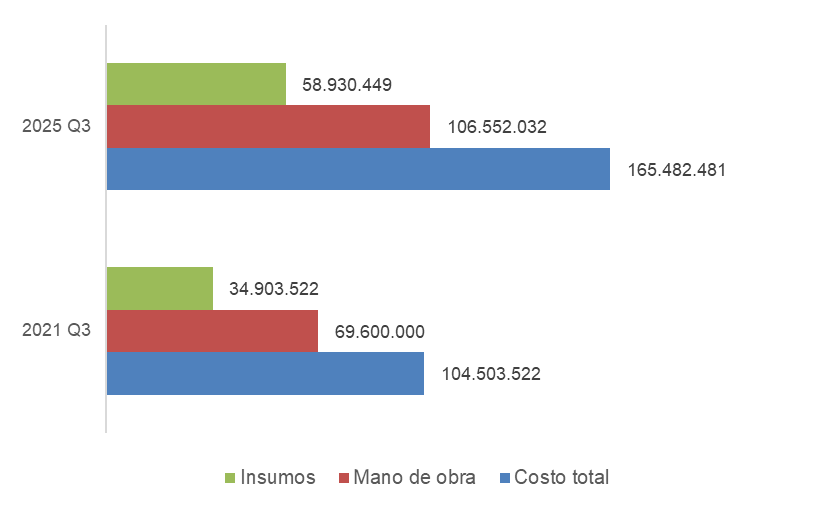 58.930.449
2025 Q3
106.552.032
165.482.481
34.903.522
2021 Q3
69.600.000
104.503.522
Insumos
Mano de obra
Costo total